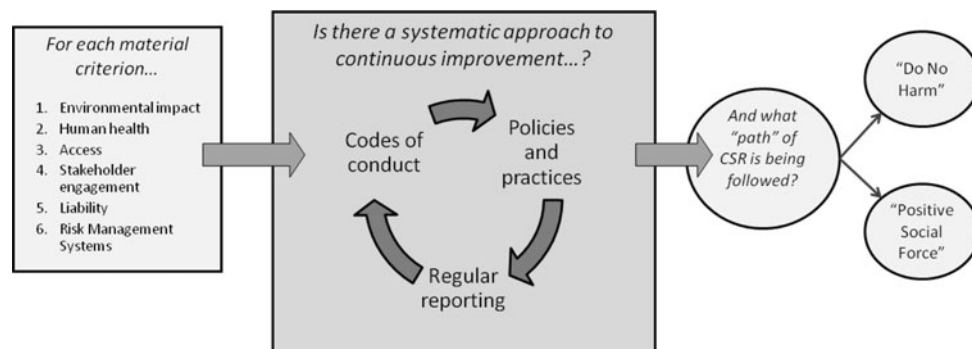 For each material
criterion...
1. Environmental impact
2. Human health
3. Access
4. Stakeholder
engagement
5. Liability
6. Risk Management
Systems
Is there a systematic approach to
continuous improvement...?
Codes of
conduct
Policies
and
practices
Regular
reporting
And what
“path” of
CSR is being
followed?
“Do No
Harm”
“Positive
Social
Force”